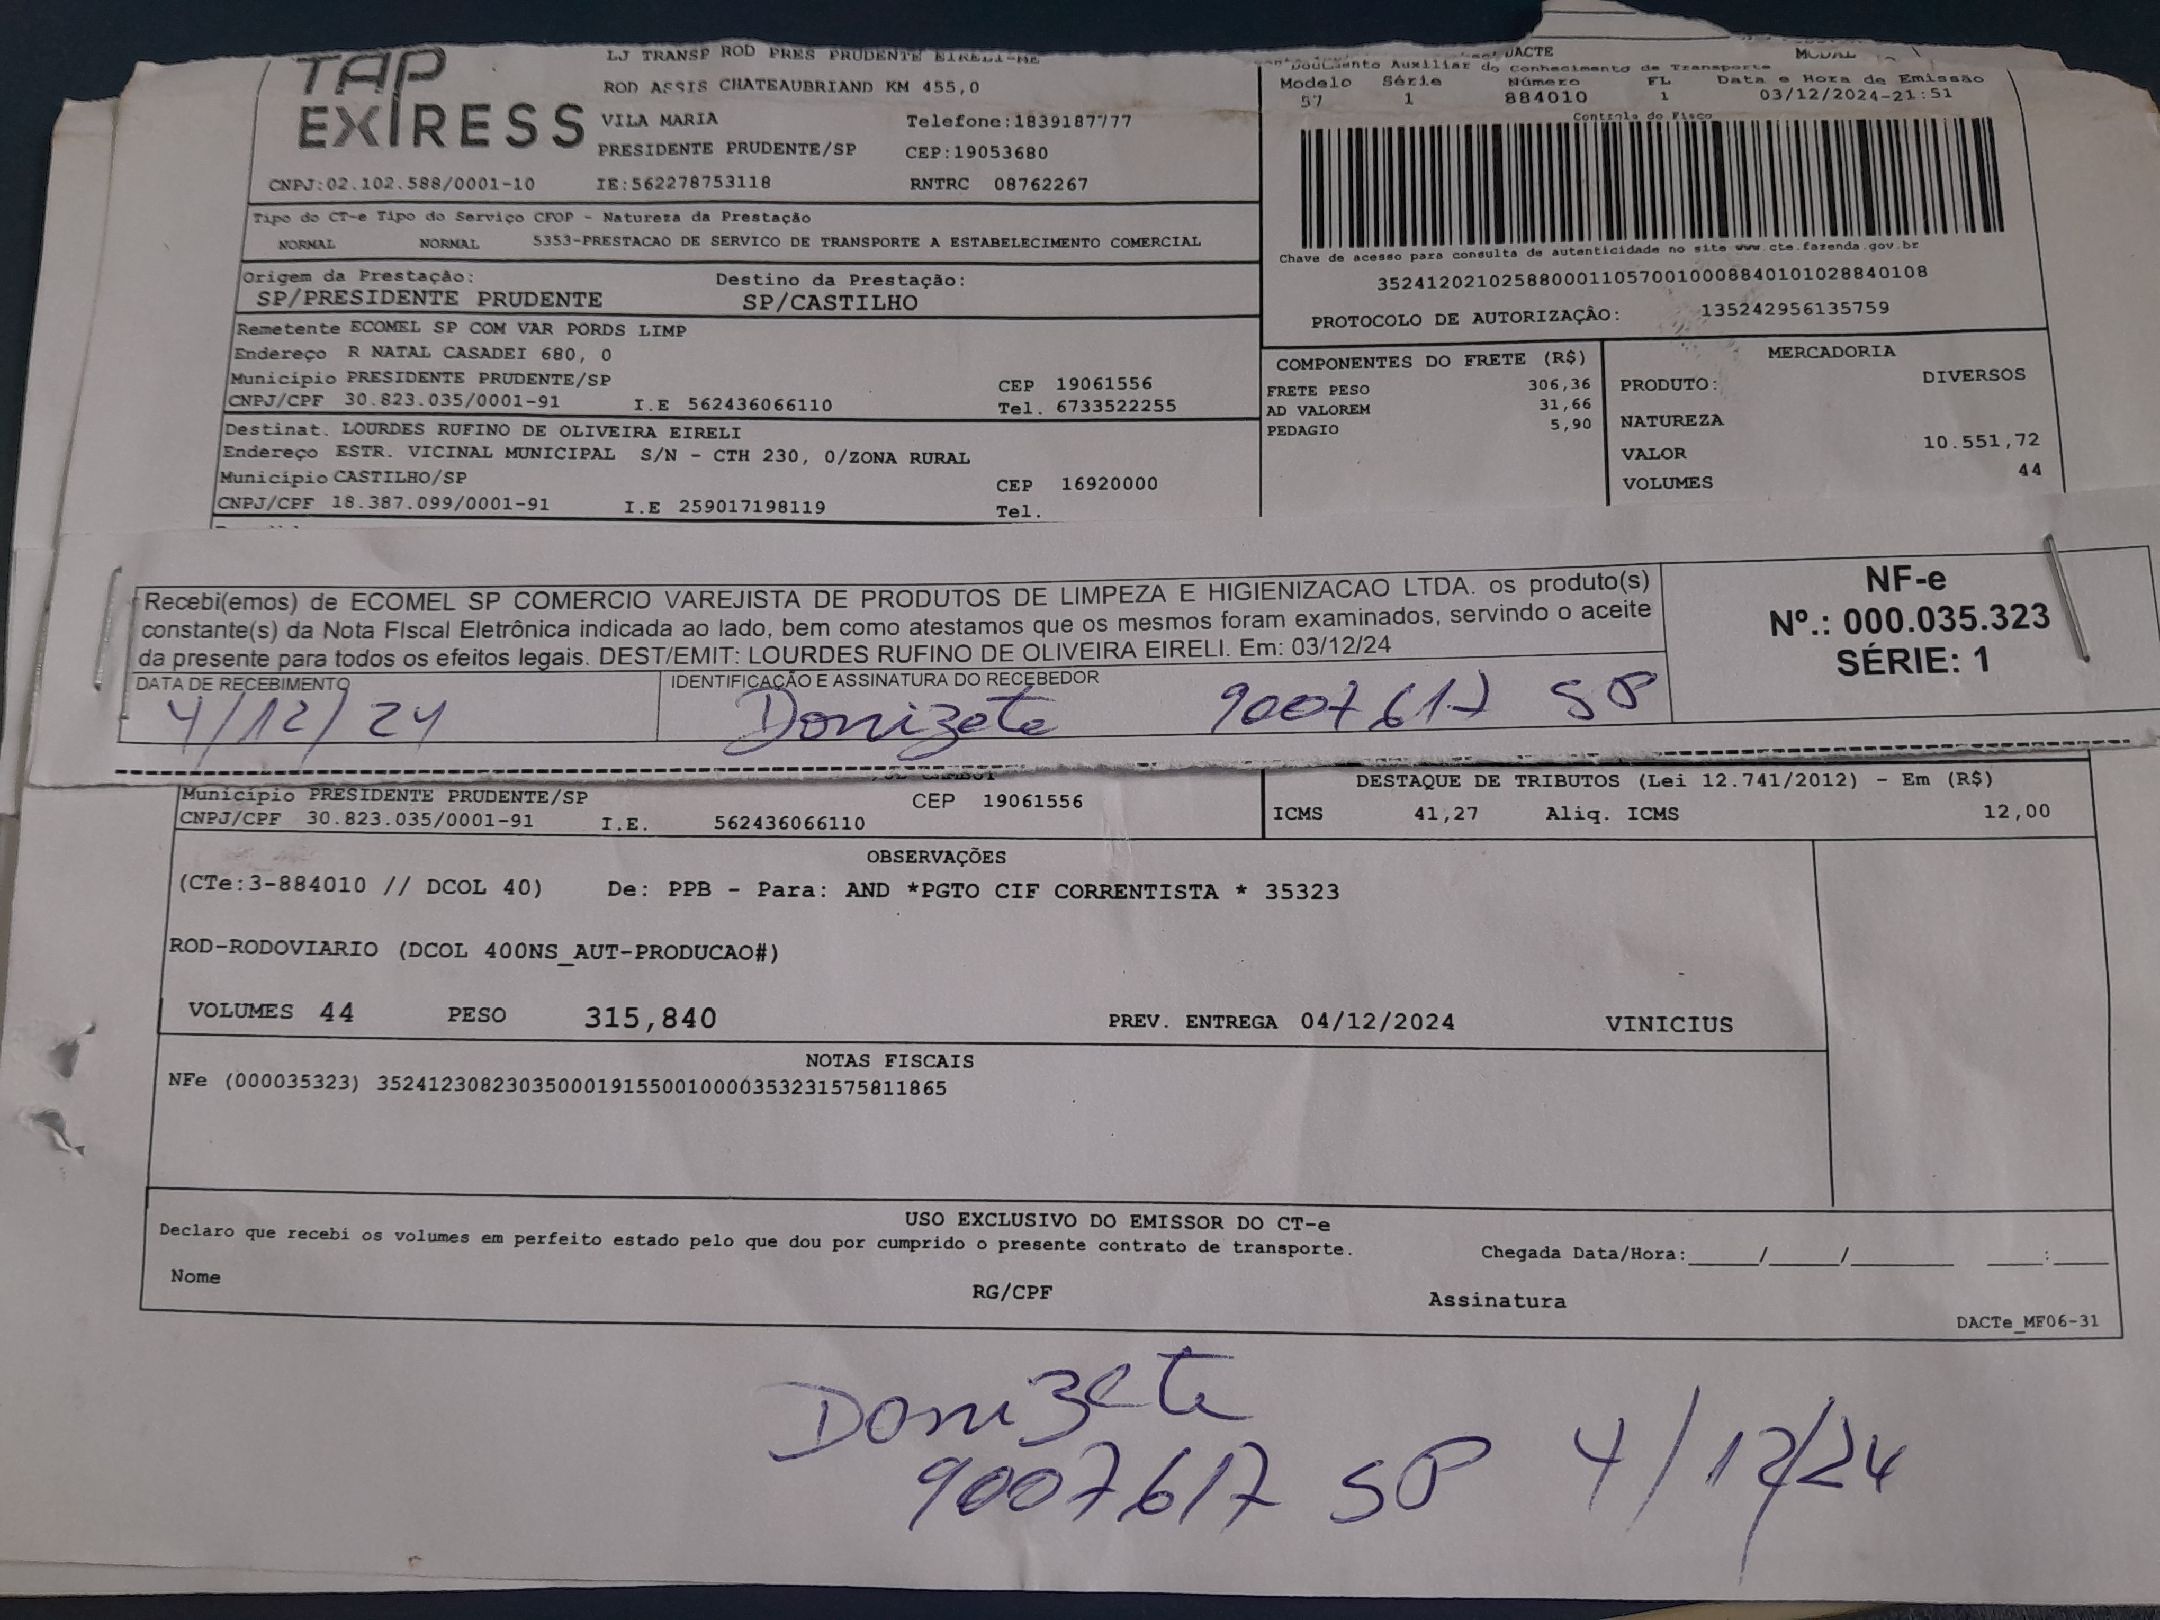 TAP
EXPRESS
LJ TRANSP ROD PRES PRUDENTE EIRELI-ME
ROD ASSIS CHATEAUBRIAND KM 455,0
VILA MARIA Telefone:1839187777
PRESIDENTE PRUDENTE/SP CEP:19053680
CNPJ:02.102.588/0001-10 IE:562278753118 RNTRC 08762267
DACTE MODAL
Documento Auxiliar do Conhecimento de Transporte
Modelo Série Número FL Data e Hora de Emissão
57 1 884010 1 03/12/2024-21:51
Controle do Fisco
Chave de acesso para consulta de autenticidade no site www.cte.fazenda.gov.br
35241202102588000110570010008840101028840108
PROTOCOLO DE AUTORIZAÇÃO: 135242956135759
Tipo do CT-e Tipo do Serviço CFOP - Natureza da Prestação
NORMAL NORMAL 5353-PRESTACAO DE SERVICO DE TRANSPORTE A ESTABELECIMENTO COMERCIAL
Origem da Prestação: Destino da Prestação:
SP/PRESIDENTE PRUDENTE SP/CASTILHO
Remetente ECOMEL SP COM VAR PORDS LIMP
Endereço R NATAL CASADEI 680, 0
Município PRESIDENTE PRUDENTE/SP CEP 19061556
CNPJ/CPF 30.823.035/0001-91 I.E 562436066110 Tel. 6733522255
Destinat. LOURDES RUFINO DE OLIVEIRA EIRELI
Endereço ESTR. VICINAL MUNICIPAL S/N - CTH 230, 0/ZONA RURAL
Município CASTILHO/SP CEP 16920000
CNPJ/CPF 18.387.099/0001-91 I.E 259017198119 Tel.
COMPONENTES DO FRETE (R$)
FRETE PESO 306,36
AD VALOREM 31,66
PEDAGIO 5,90
MERCADORIA
PRODUTO: DIVERSOS
NATUREZA
VALOR 10.551,72
VOLUMES 44
Recebi(emos) de ECOMEL SP COMERCIO VAREJISTA DE PRODUTOS DE LIMPEZA E HIGIENIZACAO LTDA. os produto(s)
constante(s) da Nota FIscal Eletrônica indicada ao lado, bem como atestamos que os mesmos foram examinados, servindo o aceite
da presente para todos os efeitos legais. DEST/EMIT: LOURDES RUFINO DE OLIVEIRA EIRELI. Em: 03/12/24
NF-e
Nº.: 000.035.323
SÉRIE: 1
DATA DE RECEBIMENTO IDENTIFICAÇÃO E ASSINATURA DO RECEBEDOR
4/12/24 Donizete 9007617 SP
Município PRESIDENTE PRUDENTE/SP CEP 19061556
CNPJ/CPF 30.823.035/0001-91 I.E. 562436066110
DESTAQUE DE TRIBUTOS (Lei 12.741/2012) - Em (R$)
ICMS 41,27 Aliq. ICMS 12,00
OBSERVAÇÕES
(CTe:3-884010 // DCOL 40) De: PPB - Para: AND *PGTO CIF CORRENTISTA * 35323
ROD-RODOVIARIO (DCOL 400NS_AUT-PRODUCAO#)
VOLUMES 44 PESO 315,840 PREV. ENTREGA 04/12/2024 VINICIUS
NOTAS FISCAIS
NFe (000035323) 35241230823035000191550010000353231575811865
USO EXCLUSIVO DO EMISSOR DO CT-e
Declaro que recebi os volumes em perfeito estado pelo que dou por cumprido o presente contrato de transporte. Chegada Data/Hora:____/____/______ ___:___
Nome RG/CPF Assinatura
DACTe_MF06-31
Donizete
9007617 SP 4/12/24